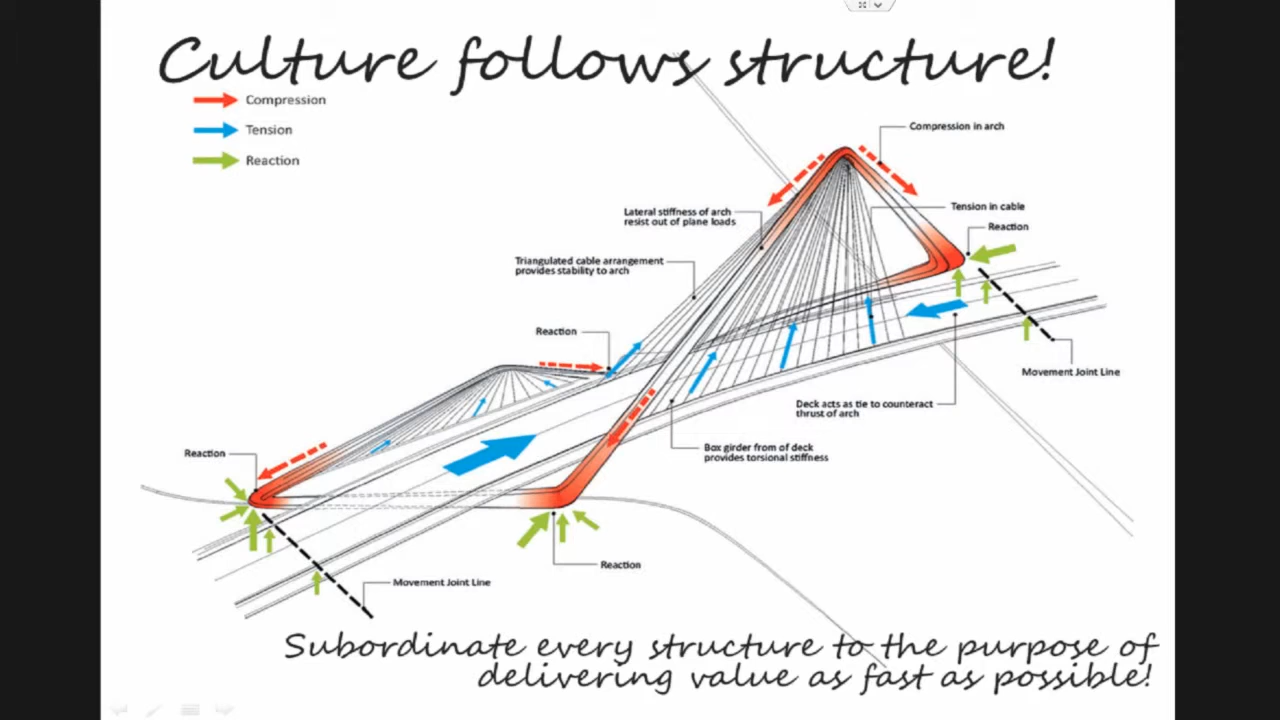 Culture follows structure!
Compression
Tension
Reaction
Compression in arch
Lateral stiffness of arch
resist out of plane loads
Tension in cable
Reaction
Triangulated cable arrangement
provides stability to arch
Reaction
Movement Joint Line
Deck acts as tie to counteract
thrust of arch
Box girder from of deck
provides torsional stiffness
Reaction
Reaction
Movement Joint Line
Subordinate every structure to the purpose of
delivering value as fast as possible!